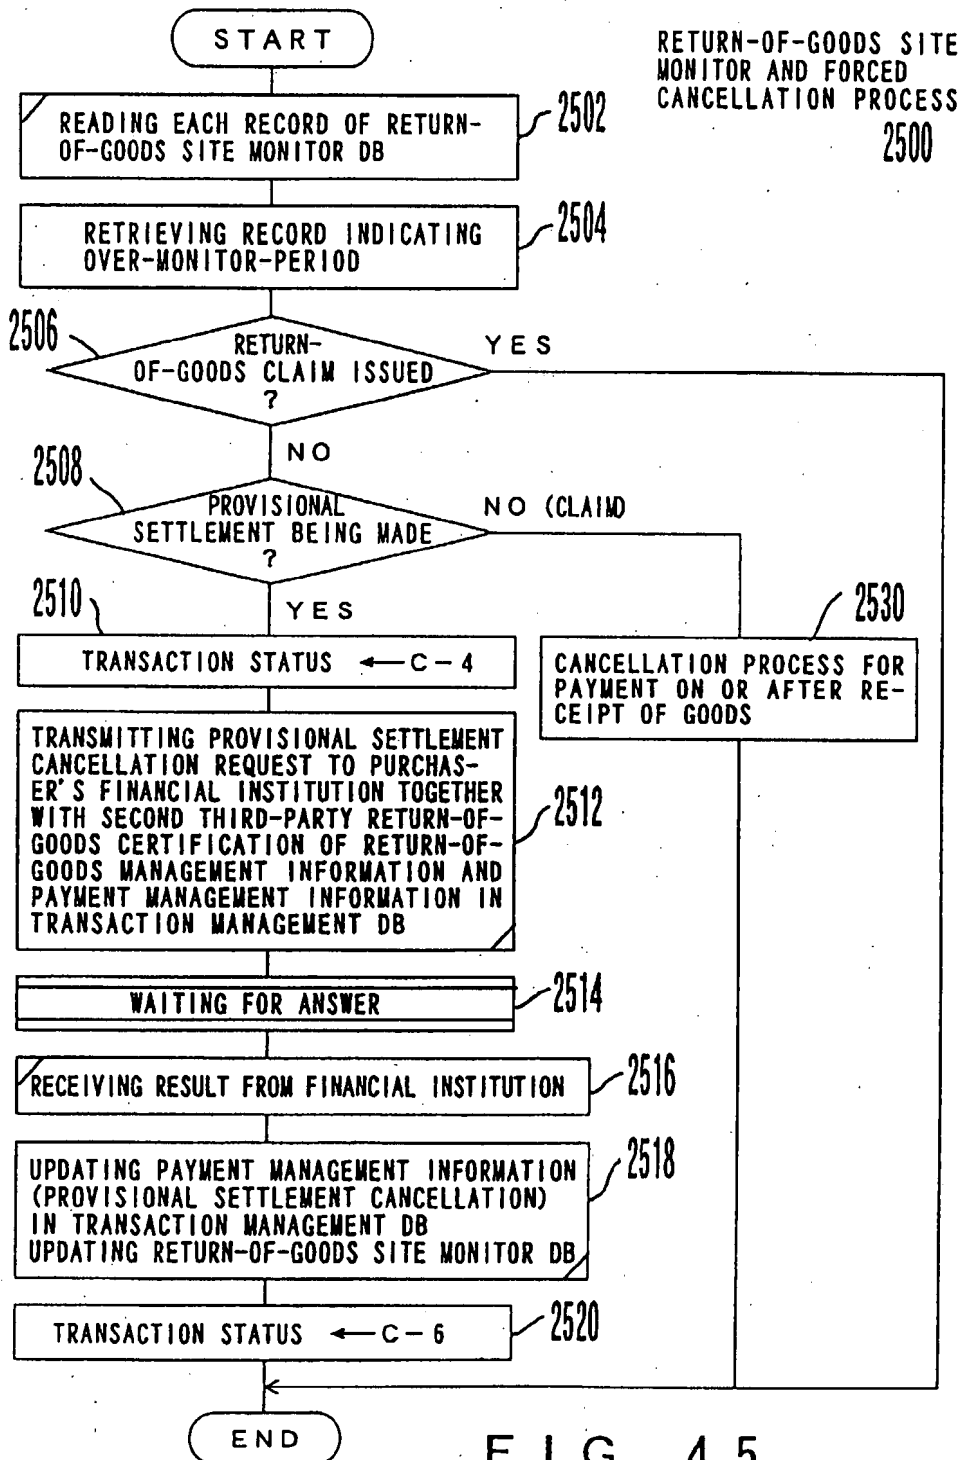 START
RETURN-OF-GOODS SITE
MONITOR AND FORCED
CANCELLATION PROCESS
2500
READING EACH RECORD OF RETURN-
OF-GOODS SITE MONITOR DB
2502
RETRIEVING RECORD INDICATING
OVER-MONITOR-PERIOD
2504
2506
RETURN-
OF-GOODS CLAIM ISSUED
?
YES
NO
2508
PROVISIONAL
SETTLEMENT BEING MADE
?
NO (CLAIM)
YES
2510
TRANSACTION STATUS ← C-4
2530
CANCELLATION PROCESS FOR
PAYMENT ON OR AFTER RE-
CEIPT OF GOODS
TRANSMITTING PROVISIONAL SETTLEMENT
CANCELLATION REQUEST TO PURCHAS-
ER'S FINANCIAL INSTITUTION TOGETHER
WITH SECOND THIRD-PARTY RETURN-OF-
GOODS CERTIFICATION OF RETURN-OF-
GOODS MANAGEMENT INFORMATION AND
PAYMENT MANAGEMENT INFORMATION IN
TRANSACTION MANAGEMENT DB
2512
WAITING FOR ANSWER
2514
RECEIVING RESULT FROM FINANCIAL INSTITUTION
2516
UPDATING PAYMENT MANAGEMENT INFORMATION
(PROVISIONAL SETTLEMENT CANCELLATION)
IN TRANSACTION MANAGEMENT DB
UPDATING RETURN-OF-GOODS SITE MONITOR DB
2518
TRANSACTION STATUS ← C-6
2520
END
FIG. 45